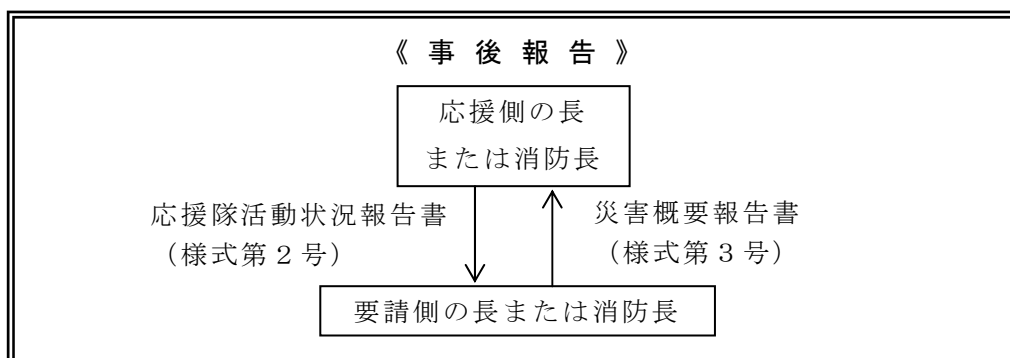 《 事 後 報 告 》
応援側の長
または消防長
応援隊活動状況報告書
（様式第２号）
災害概要報告書
（様式第３号）
要請側の長または消防長